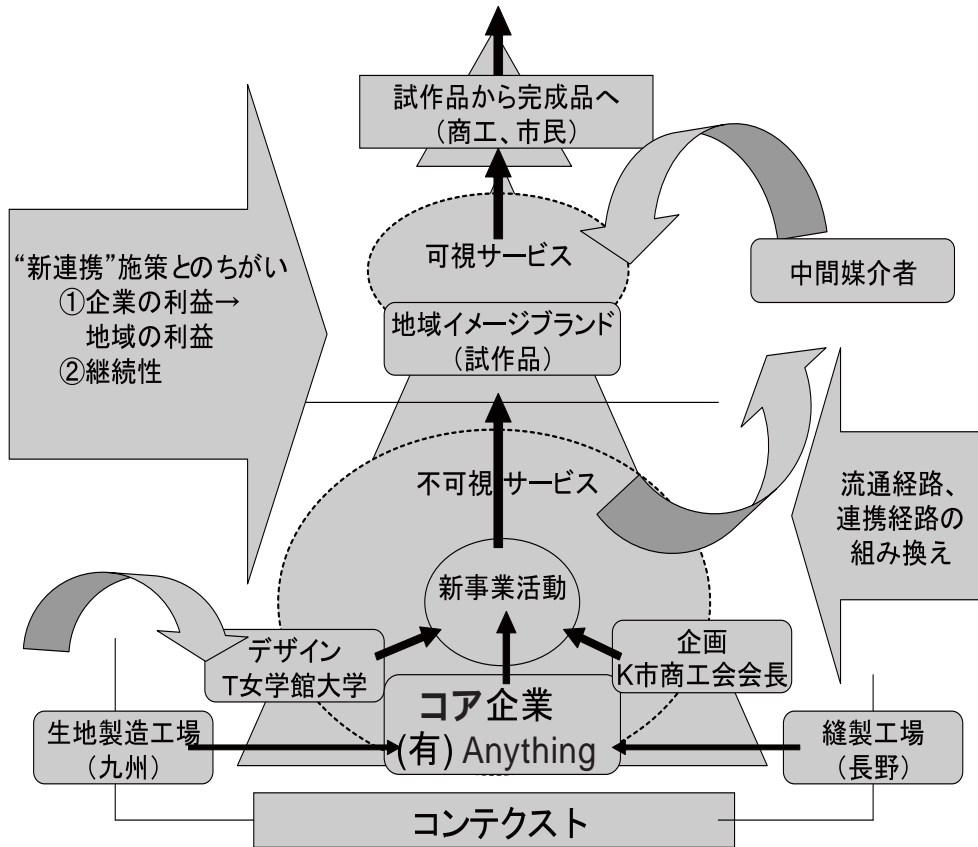 試作品から完成品へ
(商工、市民)
“新連携”施策とのちがい
①企業の利益→
地域の利益
②継続性
可視サービス
中間媒介者
地域イメージブランド
(試作品)
不可視サービス
流通経路、
連携経路の
組み換え
新事業活動
デザイン
T女学館大学
企画
K市商工会会長
コア企業
(有) Anything
生地製造工場
(九州)
縫製工場
(長野)
コンテクスト